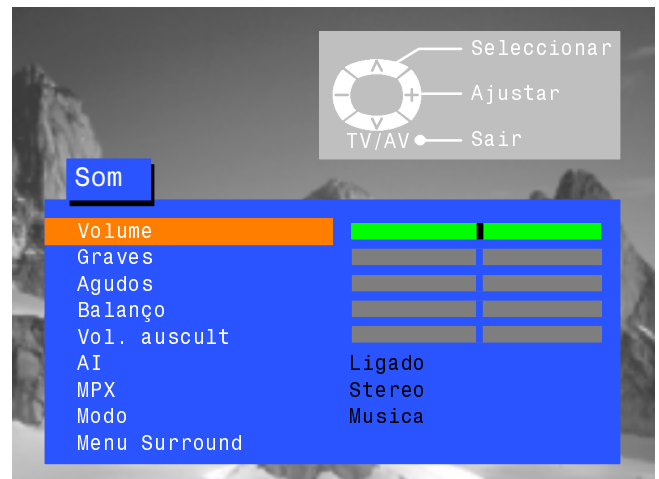 Seleccionar
Ajustar
TV/AV Sair
Som
Volume
Graves
Agudos
Balanço
Vol. auscult
AI Ligado
MPX Stereo
Modo Musica
Menu Surround